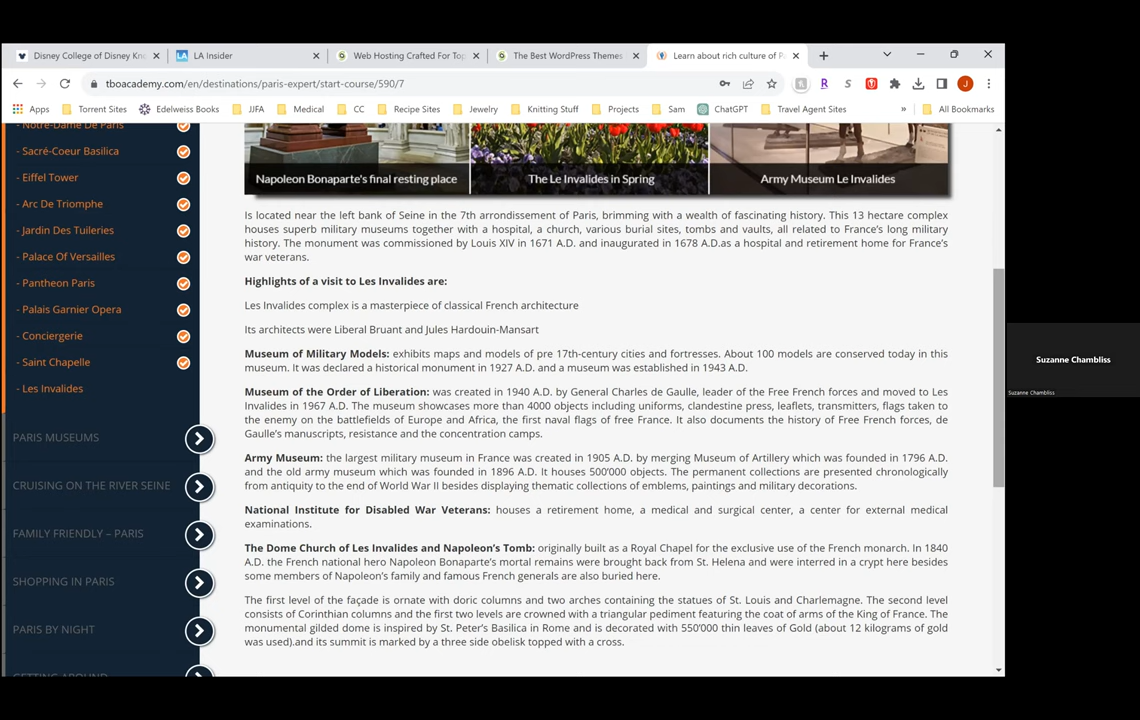 Disney College of Disney Kno
LA Insider
Web Hosting Crafted For Top
The Best WordPress Themes
Learn about rich culture of Pa
tboacademy.com/en/destinations/paris-expert/start-course/590/7
Apps
Torrent Sites
Edelweiss Books
JJFA
Medical
CC
Recipe Sites
Jewelry
Knitting Stuff
Projects
Sam
ChatGPT
Travel Agent Sites
»
All Bookmarks
- Notre-Dame De Paris
- Sacré-Coeur Basilica
- Eiffel Tower
- Arc De Triomphe
- Jardin Des Tuileries
- Palace Of Versailles
- Pantheon Paris
- Palais Garnier Opera
- Conciergerie
- Saint Chapelle
- Les Invalides
PARIS MUSEUMS
CRUISING ON THE RIVER SEINE
FAMILY FRIENDLY – PARIS
SHOPPING IN PARIS
PARIS BY NIGHT
GETTING AROUND
Napoleon Bonaparte's final resting place
The Le Invalides in Spring
Army Museum Le Invalides
Is located near the left bank of Seine in the 7th arrondissement of Paris, brimming with a wealth of fascinating history. This 13 hectare complex
houses superb military museums together with a hospital, a church, various burial sites, tombs and vaults, all related to France's long military
history. The monument was commissioned by Louis XIV in 1671 A.D. and inaugurated in 1678 A.D.as a hospital and retirement home for France's
war veterans.
Highlights of a visit to Les Invalides are:
Les Invalides complex is a masterpiece of classical French architecture
Its architects were Liberal Bruant and Jules Hardouin-Mansart
Museum of Military Models: exhibits maps and models of pre 17th-century cities and fortresses. About 100 models are conserved today in this
museum. It was declared a historical monument in 1927 A.D. and a museum was established in 1943 A.D.
Museum of the Order of Liberation: was created in 1940 A.D. by General Charles de Gaulle, leader of the Free French forces and moved to Les
Invalides in 1967 A.D. The museum showcases more than 4000 objects including uniforms, clandestine press, leaflets, transmitters, flags taken to
the enemy on the battlefields of Europe and Africa, the first naval flags of free France. It also documents the history of Free French forces, de
Gaulle's manuscripts, resistance and the concentration camps.
Army Museum: the largest military museum in France was created in 1905 A.D. by merging Museum of Artillery which was founded in 1796 A.D.
and the old army museum which was founded in 1896 A.D. It houses 500'000 objects. The permanent collections are presented chronologically
from antiquity to the end of World War II besides displaying thematic collections of emblems, paintings and military decorations.
National Institute for Disabled War Veterans: houses a retirement home, a medical and surgical center, a center for external medical
examinations.
The Dome Church of Les Invalides and Napoleon's Tomb: originally built as a Royal Chapel for the exclusive use of the French monarch. In 1840
A.D. the French national hero Napoleon Bonaparte's mortal remains were brought back from St. Helena and were interred in a crypt here besides
some members of Napoleon's family and famous French generals are also buried here.
The first level of the façade is ornate with doric columns and two arches containing the statues of St. Louis and Charlemagne. The second level
consists of Corinthian columns and the first two levels are crowned with a triangular pediment featuring the coat of arms of the King of France. The
monumental gilded dome is inspired by St. Peter's Basilica in Rome and is decorated with 550'000 thin leaves of Gold (about 12 kilograms of gold
was used).and its summit is marked by a three side obelisk topped with a cross.
Suzanne Chambliss
Suzanne Chambliss